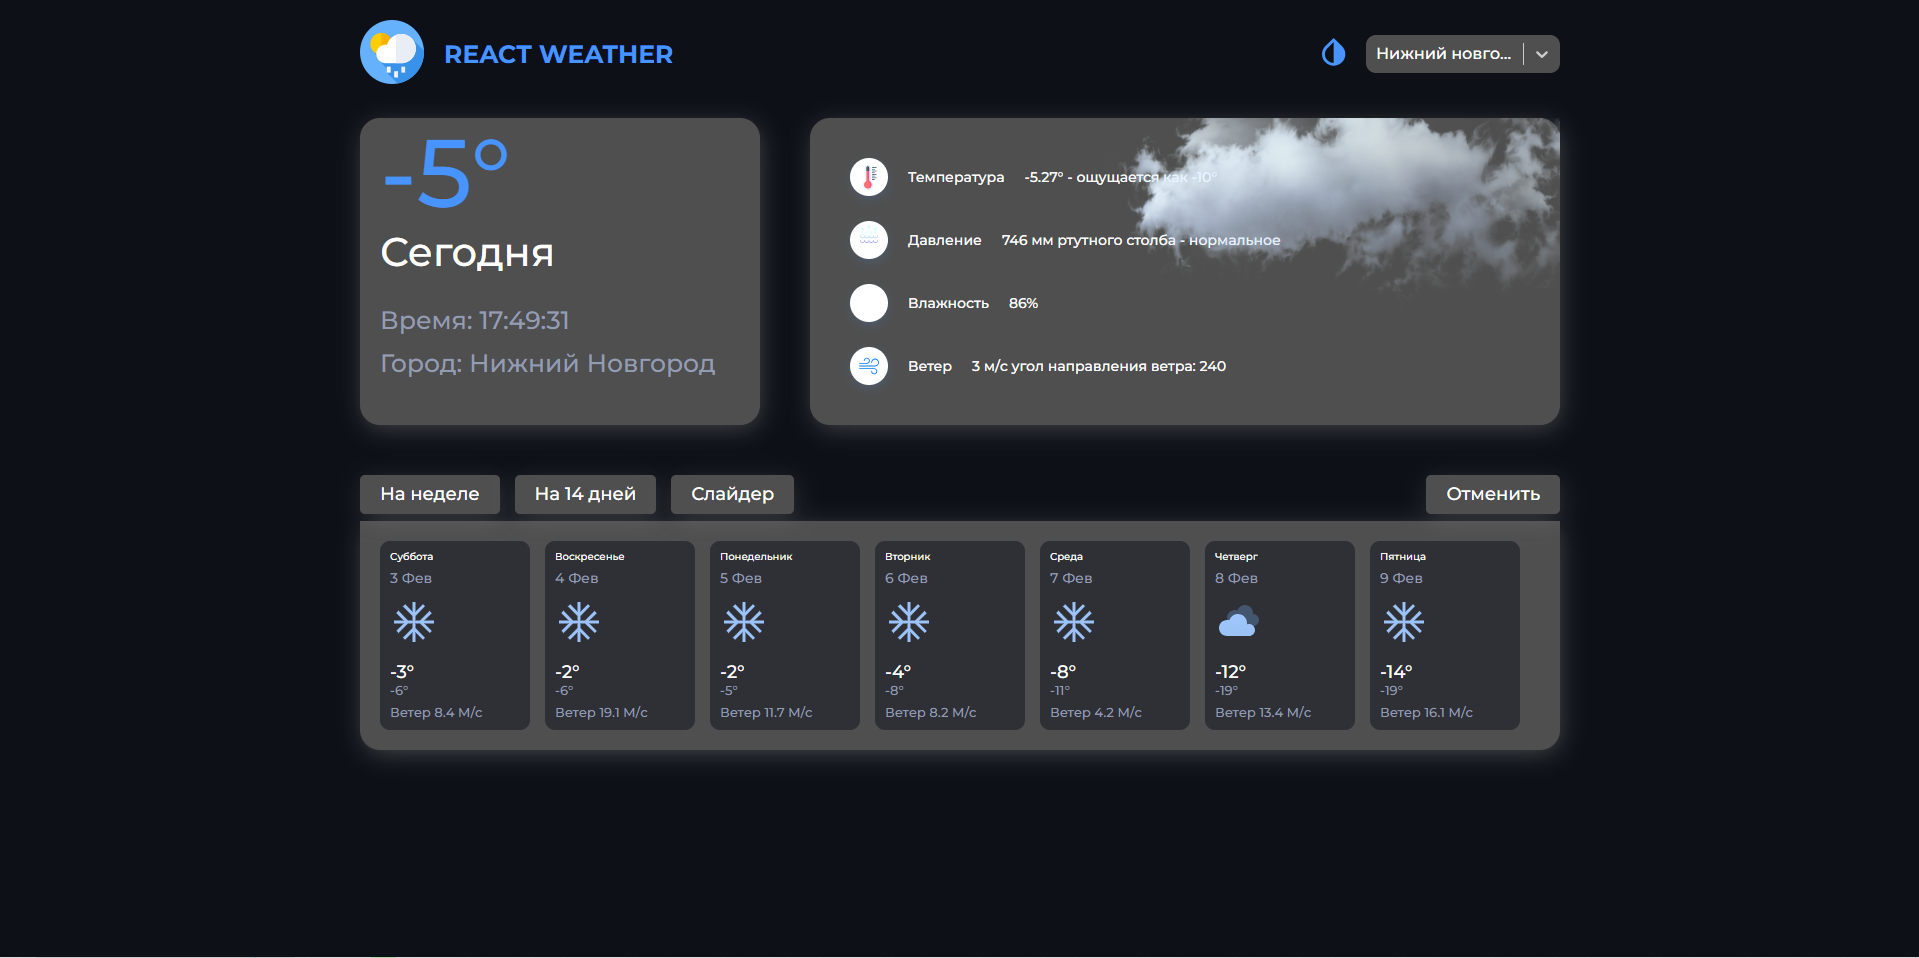 REACT WEATHER
Нижний новго...
-5°
Сегодня
Время: 17:49:31
Город: Нижний Новгород
Температура -5.27° - ощущается как -10°
Давление 746 мм ртутного столба - нормальное
Влажность 86%
Ветер 3 м/с угол направления ветра: 240
На неделе На 14 дней Слайдер Отменить
Суббота
3 Фев
-3°
-6°
Ветер 8.4 М/с
Воскресенье
4 Фев
-2°
-6°
Ветер 19.1 М/с
Понедельник
5 Фев
-2°
-5°
Ветер 11.7 М/с
Вторник
6 Фев
-4°
-8°
Ветер 8.2 М/с
Среда
7 Фев
-8°
-11°
Ветер 4.2 М/с
Четверг
8 Фев
-12°
-19°
Ветер 13.4 М/с
Пятница
9 Фев
-14°
-19°
Ветер 16.1 М/с